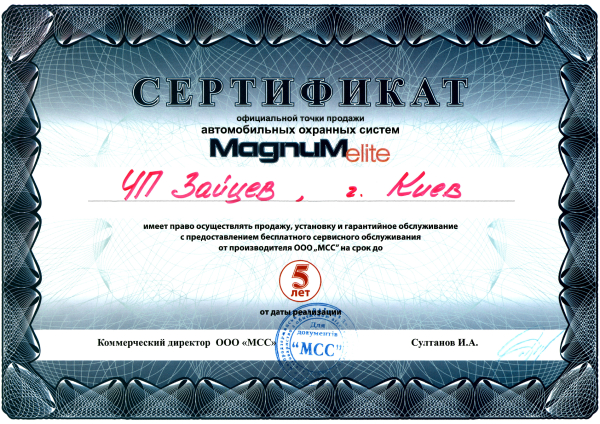 СЕРТИФИКАТ
официальной точки продажи
автомобильных охранных систем
MagnuM elite
ЧП Зайцев , г. Киев
имеет право осуществлять продажу, установку и гарантийное обслуживание
с предоставлением бесплатного сервисного обслуживания
от производителя ООО „МСС" на срок до
5
лет
от даты реализации
Для
документов
"МСС"
Коммерческий директор ООО «МСС» Султанов И.А.